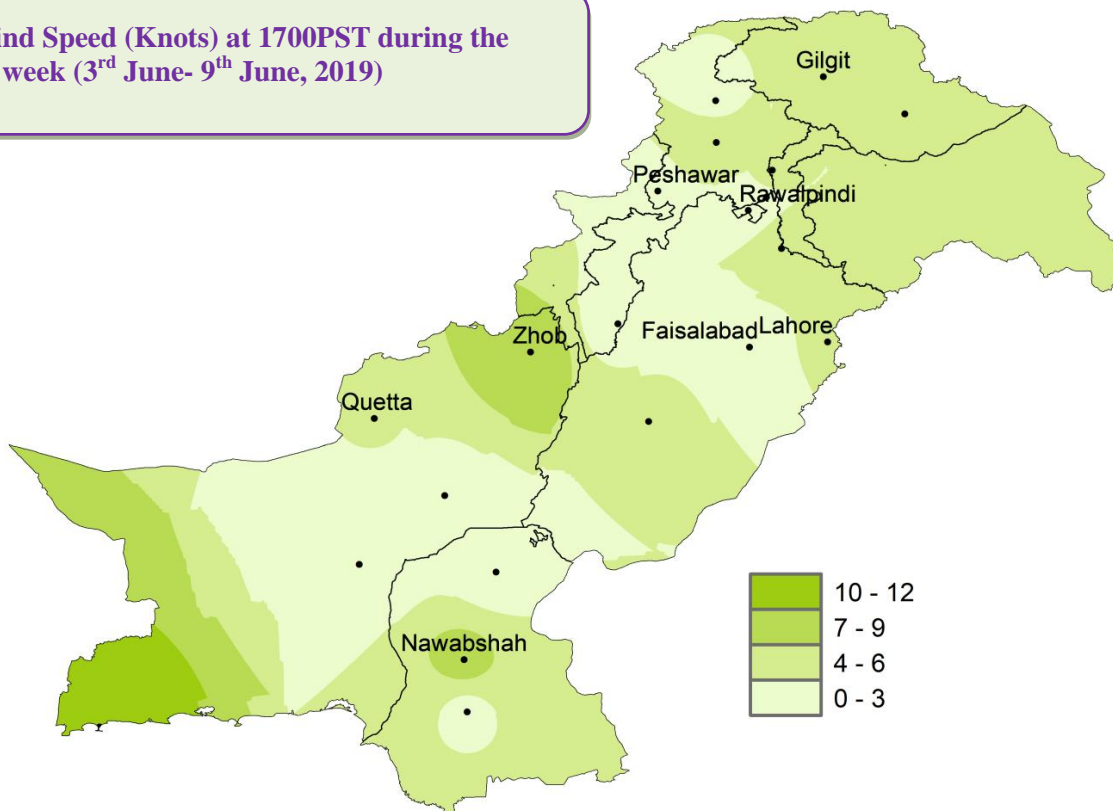 ind Speed (Knots) at 1700PST during the
week (3rd June- 9th June, 2019)
Gilgit
Peshawar
Rawalpindi
Zhob
Faisalabad
Lahore
Quetta
Nawabshah
10 - 12
7 - 9
4 - 6
0 - 3